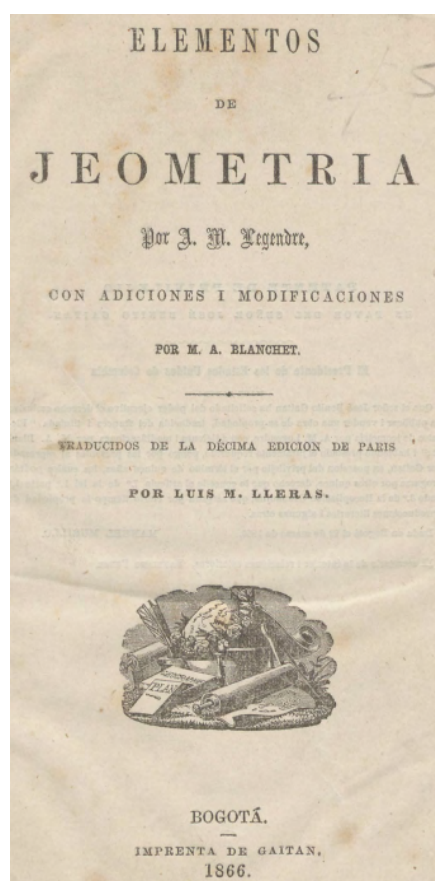 ELEMENTOS
DE
JEOMETRIA
Por A. M. Legendre,
CON ADICIONES I MODIFICACIONES
POR M. A. BLANCHET.
TRADUCIDOS DE LA DÉCIMA EDICION DE PARIS
POR LUIS M. LLERAS.
PLAN
BOGOTÁ.
IMPRENTA DE GAITAN.
1866.